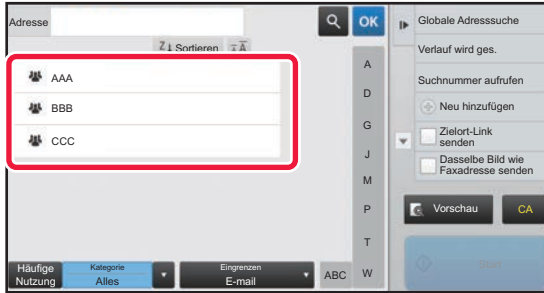 Adresse
OK
Z↓ Sortieren
AAA
BBB
CCC
A
D
G
J
M
P
T
W
Häufige
Nutzung
Kategorie
Alles
Eingrenzen
E-mail
ABC
Globale Adresssuche
Verlauf wird ges.
Suchnummer aufrufen
Neu hinzufügen
Zielort-Link
senden
Dasselbe Bild wie
Faxadresse senden
Vorschau
CA
Start